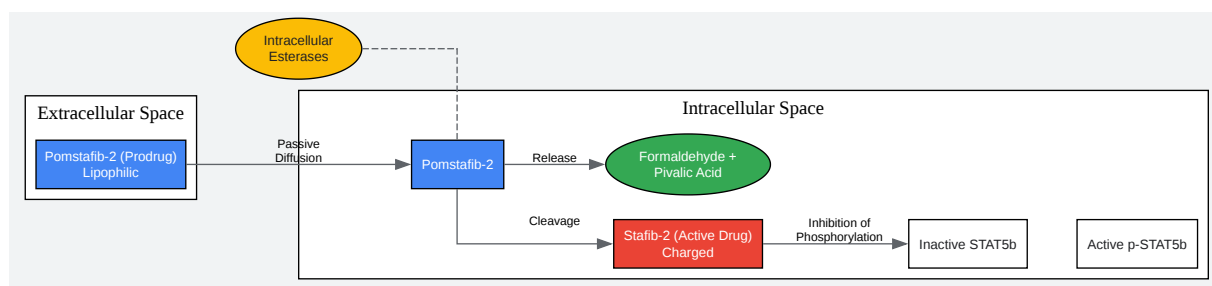 Intracellular
Esterases
Extracellular Space
Intracellular Space
Pomstafib-2 (Prodrug)
Lipophilic
Passive
Diffusion
Pomstafib-2
Release
Formaldehyde +
Pivalic Acid
Cleavage
Stafib-2 (Active Drug)
Charged
Inhibition of
Phosphorylation
Inactive STAT5b
Active p-STAT5b